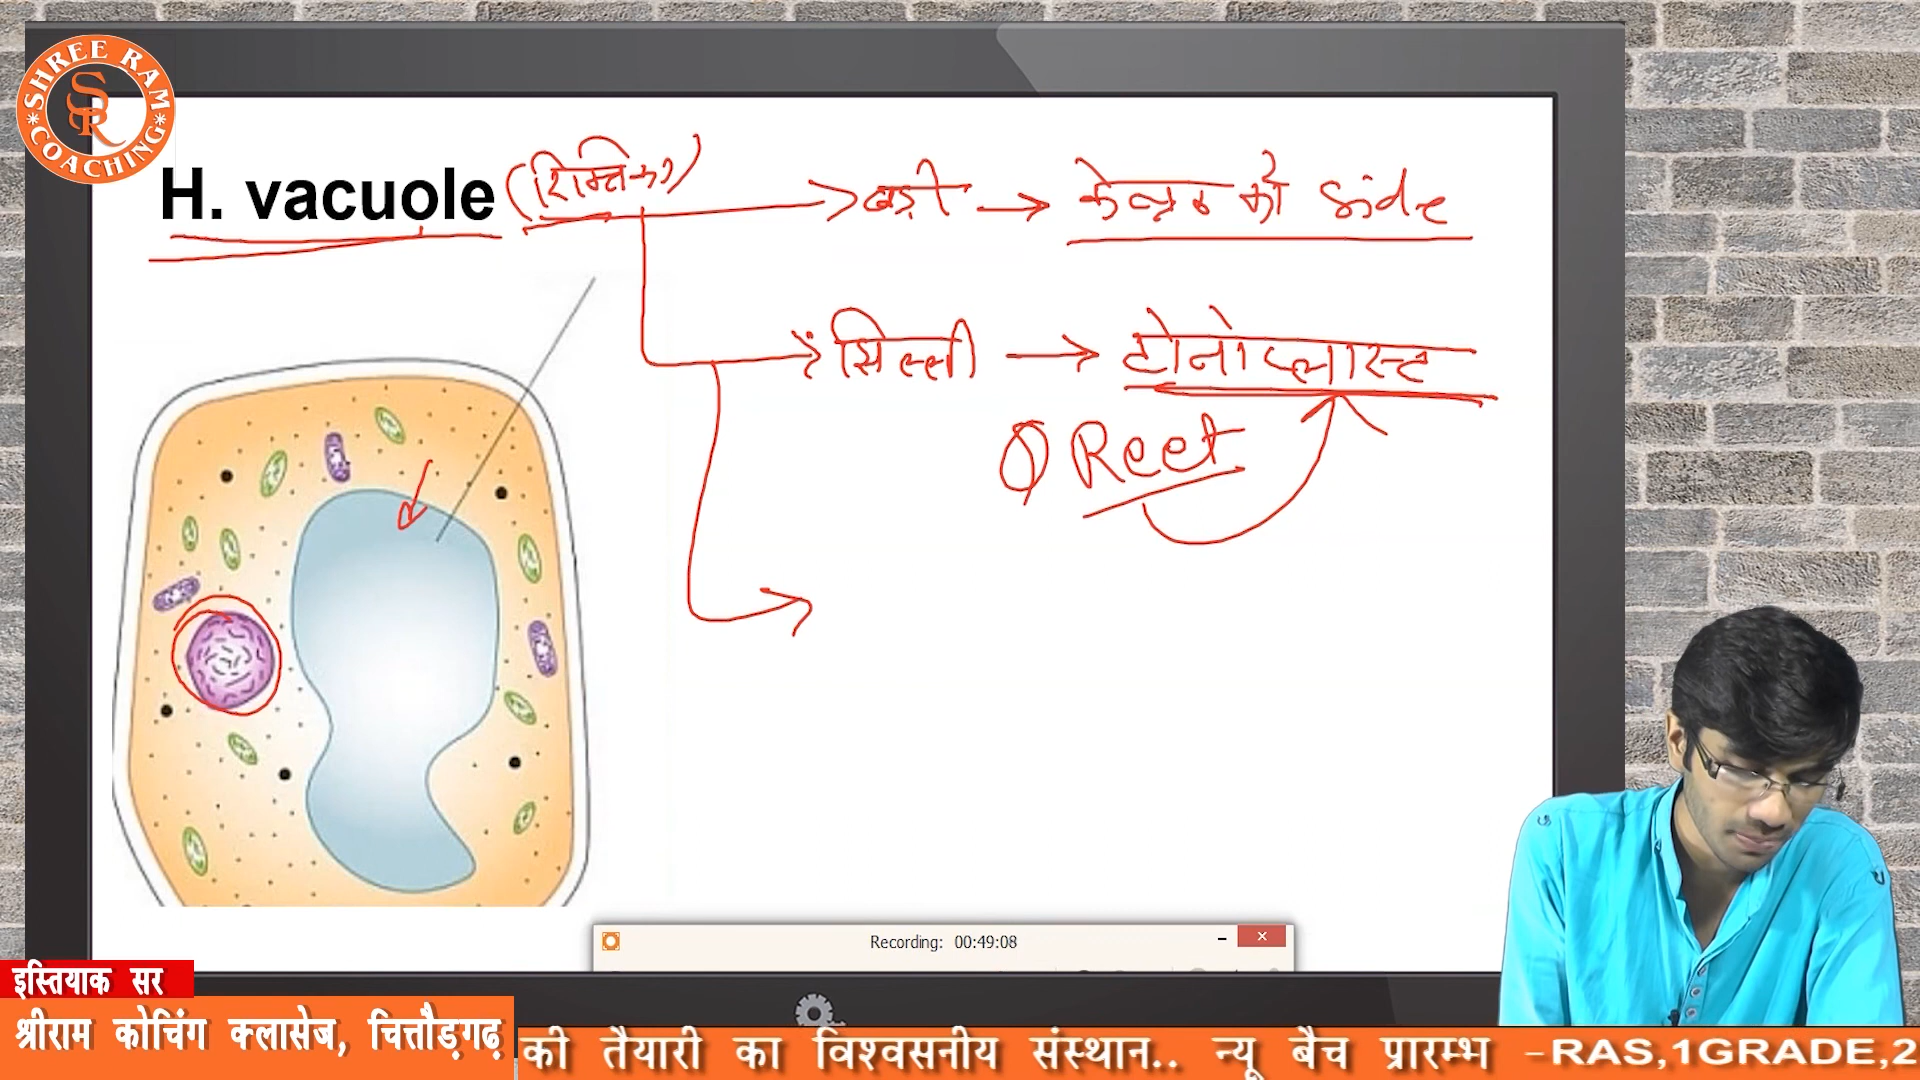 SHREE RAM COACHING
SR
H. vacuole (रिक्तिका) बड़ी → केन्द्रक को side
झिल्ली → टोनोप्लास्ट
Q Reet
Recording: 00:49:08
इस्तियाक सर
श्रीराम कोचिंग क्लासेज, चित्तौड़गढ़
की तैयारी का विश्वसनीय संस्थान.. न्यू बैच प्रारम्भ -RAS,1GRADE,2